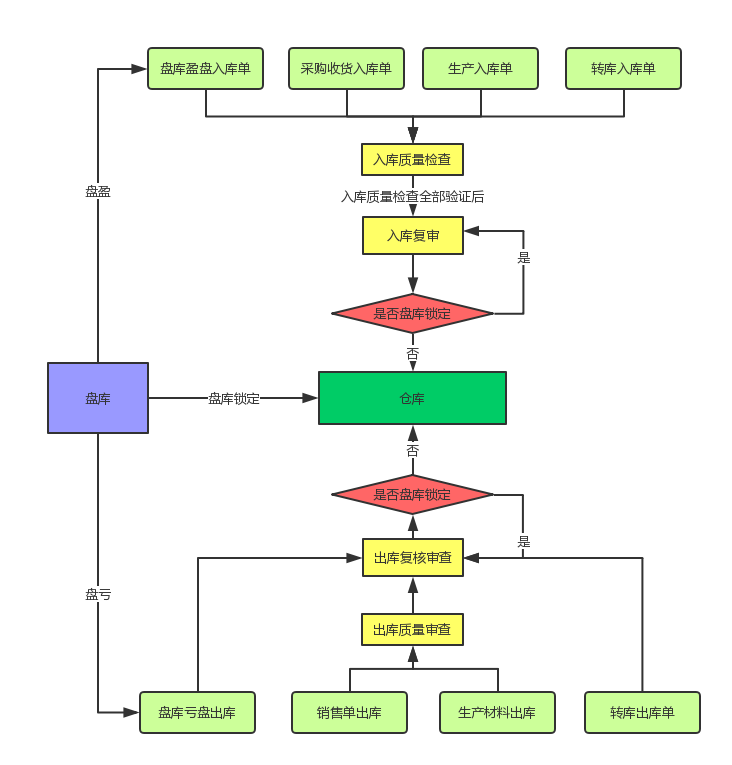 盘库盈盘入库单
采购收货入库单
生产入库单
转库入库单
入库质量检查
盘盈
入库质量检查全部验证后
入库复审
是
是否盘库锁定
否
盘库
盘库锁定
仓库
否
是否盘库锁定
是
出库复核审查
盘亏
出库质量审查
盘库亏盘出库
销售单出库
生产材料出库
转库出库单